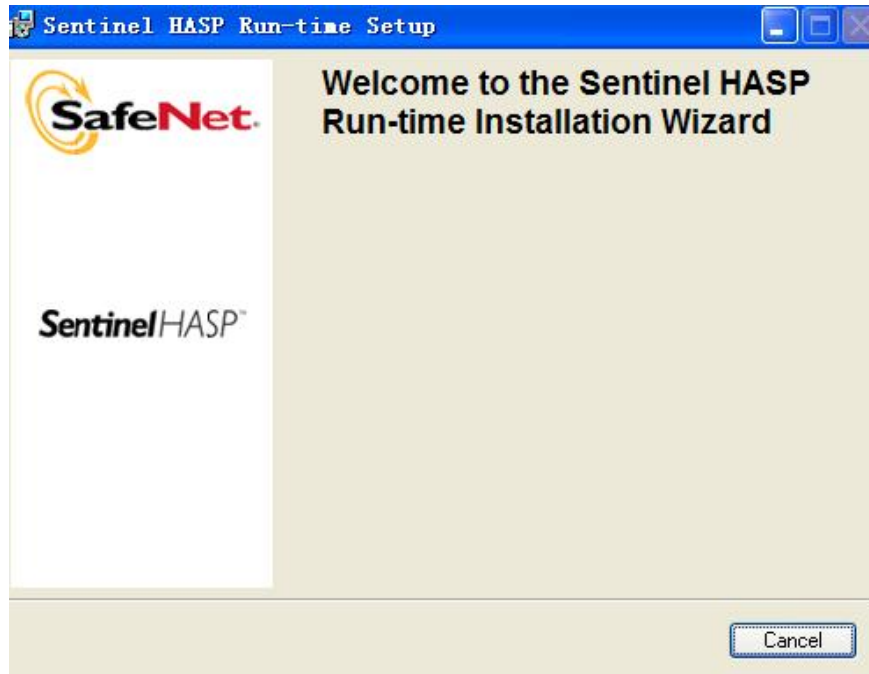 Sentinel HASP Run-time Setup
SafeNet.
Welcome to the Sentinel HASP
Run-time Installation Wizard
SentinelHASP™
Cancel